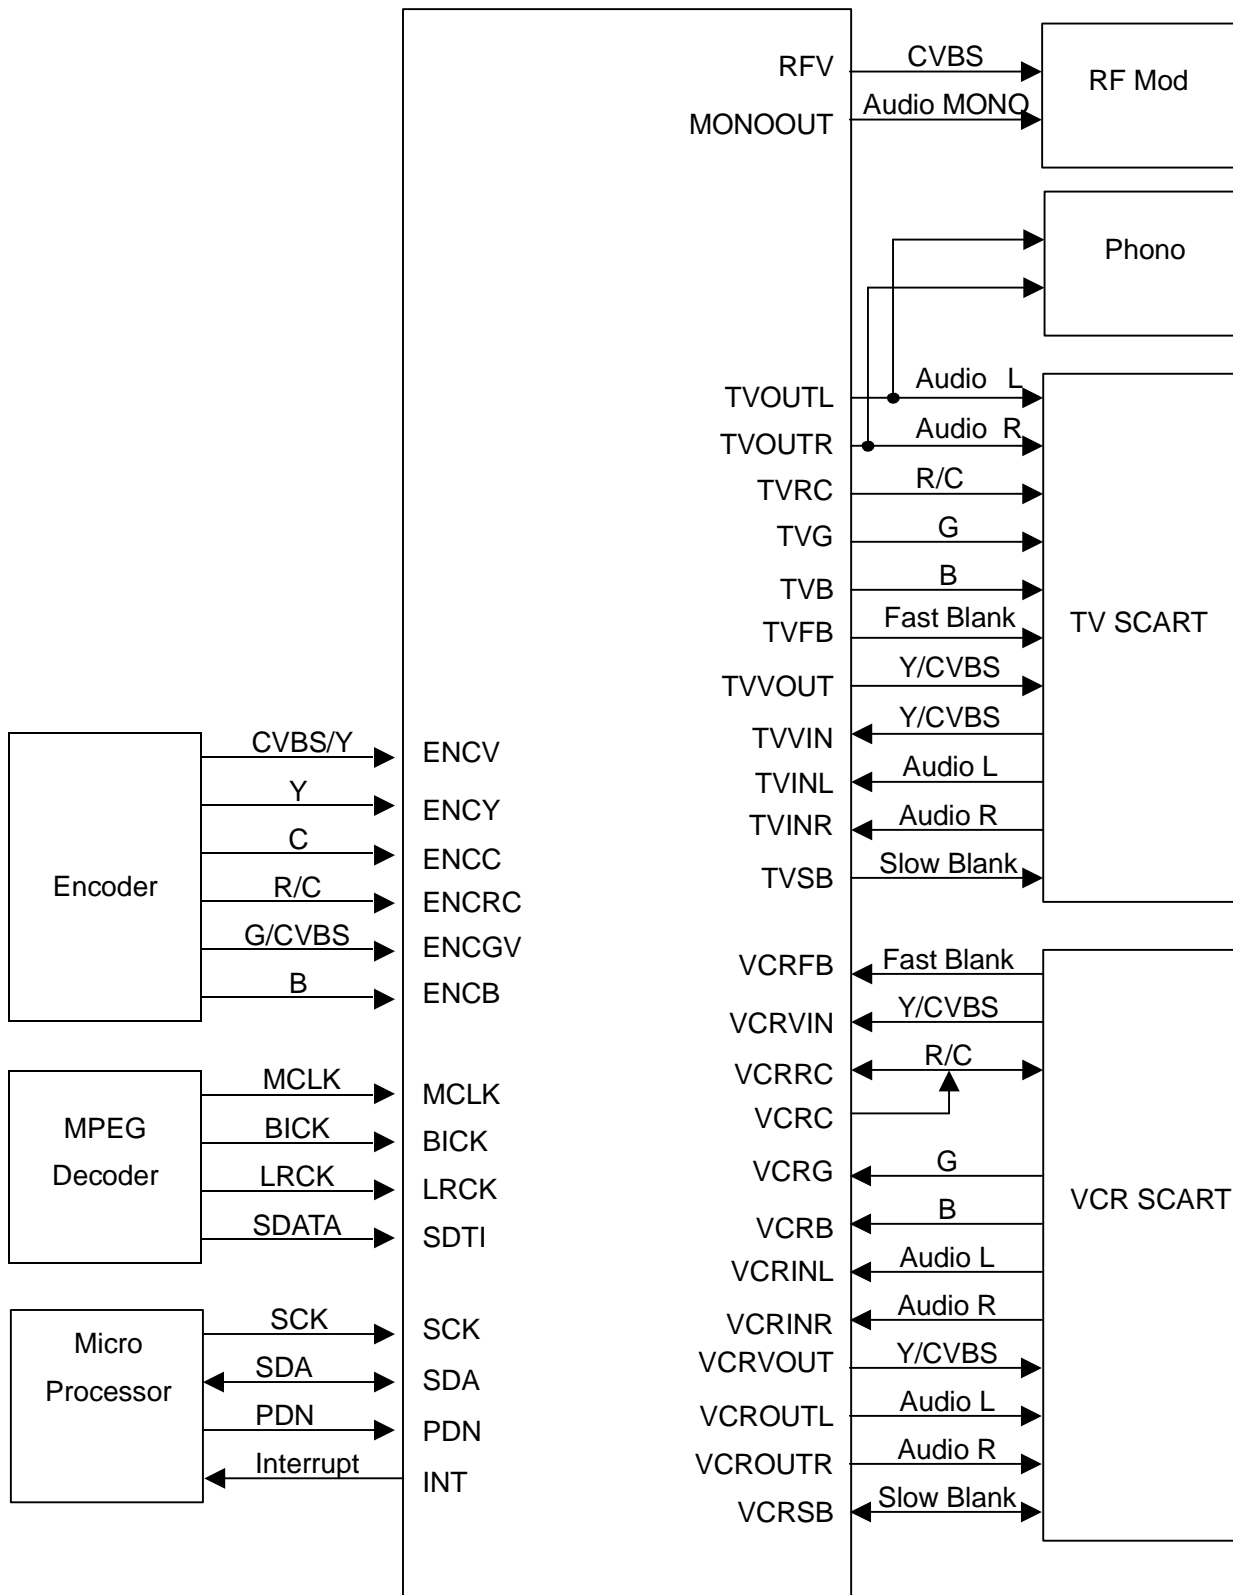 RFV
CVBS
RF Mod
MONOOUT
Audio MONO
Phono
TVOUTL
Audio L
TVOUTR
Audio R
TVRC
R/C
TVG
G
TVB
B
TVFB
Fast Blank
TV SCART
TVVOUT
Y/CVBS
TVVIN
Y/CVBS
TVINL
Audio L
TVINR
Audio R
TVSB
Slow Blank
Encoder
CVBS/Y
ENCV
Y
ENCY
C
ENCC
R/C
ENCRC
G/CVBS
ENCGV
B
ENCB
VCRFB
Fast Blank
VCRVIN
Y/CVBS
VCRRC
R/C
VCRC
VCRG
G
VCRB
B
VCR SCART
VCRINL
Audio L
VCRINR
Audio R
VCRVOUT
Y/CVBS
VCROUTL
Audio L
VCROUTR
Audio R
VCRSB
Slow Blank
MPEG
Decoder
MCLK
MCLK
BICK
BICK
LRCK
LRCK
SDATA
SDTI
Micro
Processor
SCK
SCK
SDA
SDA
PDN
PDN
Interrupt
INT